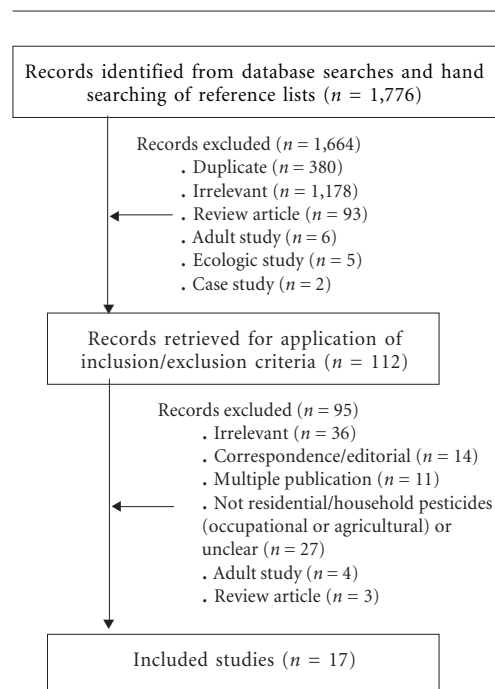 Records identified from database searches and hand
searching of reference lists (n = 1,776)
Records excluded (n = 1,664)
. Duplicate (n = 380)
. Irrelevant (n = 1,178)
. Review article (n = 93)
. Adult study (n = 6)
. Ecologic study (n = 5)
. Case study (n = 2)
Records retrieved for application of
inclusion/exclusion criteria (n = 112)
Records excluded (n = 95)
. Irrelevant (n = 36)
. Correspondence/editorial (n = 14)
. Multiple publication (n = 11)
. Not residential/household pesticides
(occupational or agricultural) or
unclear (n = 27)
. Adult study (n = 4)
. Review article (n = 3)
Included studies (n = 17)